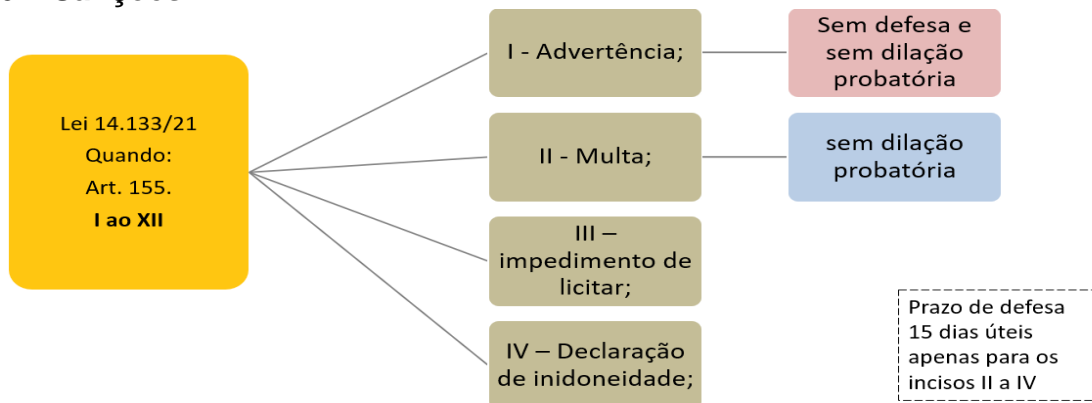 Lei 14.133/21
Quando:
Art. 155.
I ao XII
I - Advertência;
Sem defesa e
sem dilação
probatória
II - Multa;
sem dilação
probatória
III –
impedimento de
licitar;
IV – Declaração
de inidoneidade;
Prazo de defesa
15 dias úteis
apenas para os
incisos II a IV